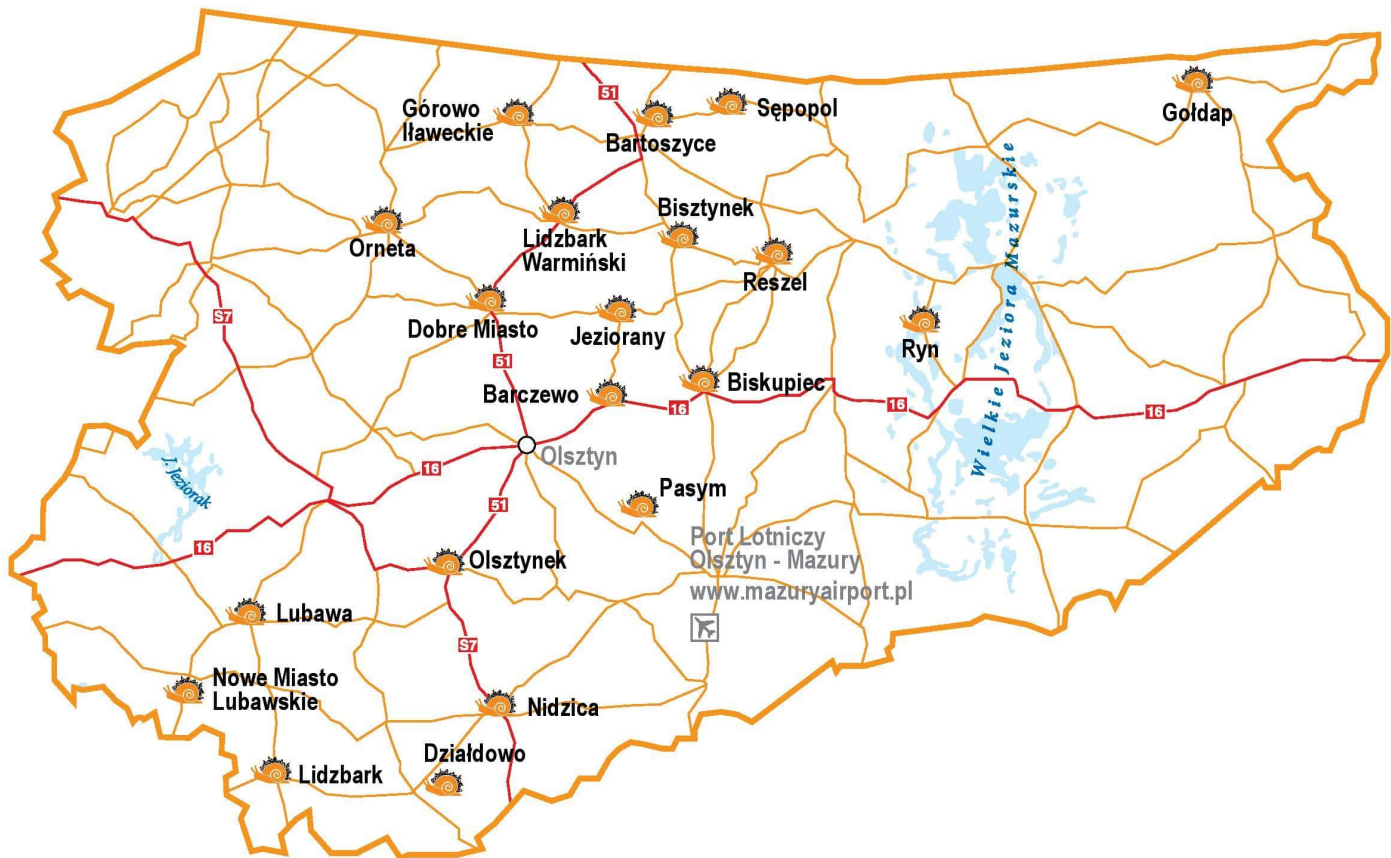 51
Górowo
Iławeckie
Bartoszyce
Sępopol
Gołdap
Orneta
Lidzbark
Warmiński
Bisztynek
Reszel
Wielkie Jeziora Mazurskie
S7
Dobre Miasto
Jeziorany
Ryn
51
Barczewo
Biskupiec
16
16
16
Olsztyn
J. Jeziorak
16
51
Pasym
16
Port Lotniczy
Olsztyn - Mazury
www.mazuryairport.pl
Olsztynek
Lubawa
S7
Nowe Miasto
Lubawskie
Nidzica
Działdowo
Lidzbark